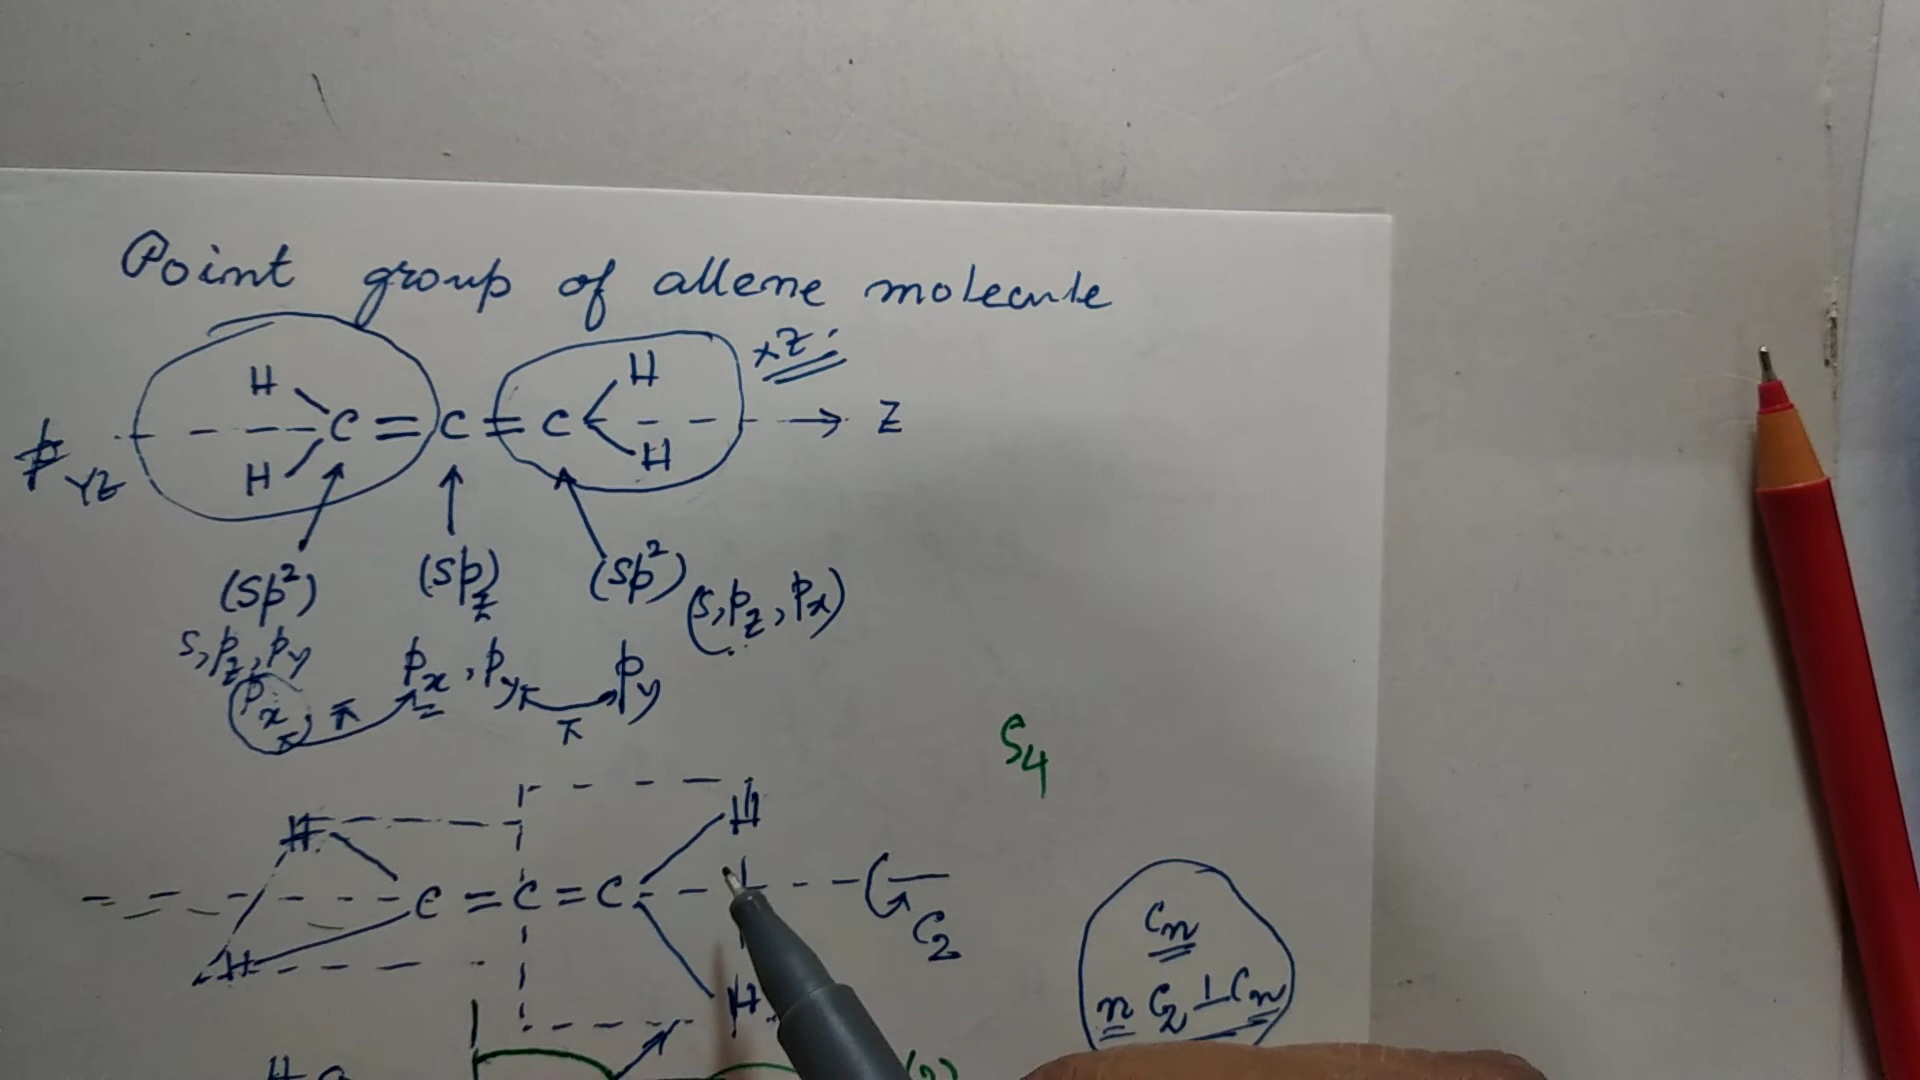 Point group of allene molecule
xz
H H
C = C = C → Z
YZ
H H
(sp²) (sp) (sp²) (s, pz, px)
z
s, pz, py
px, π px, py π py
S4
H H
C = C = C
C2
H H
Cn
n C2 ⊥ Cn